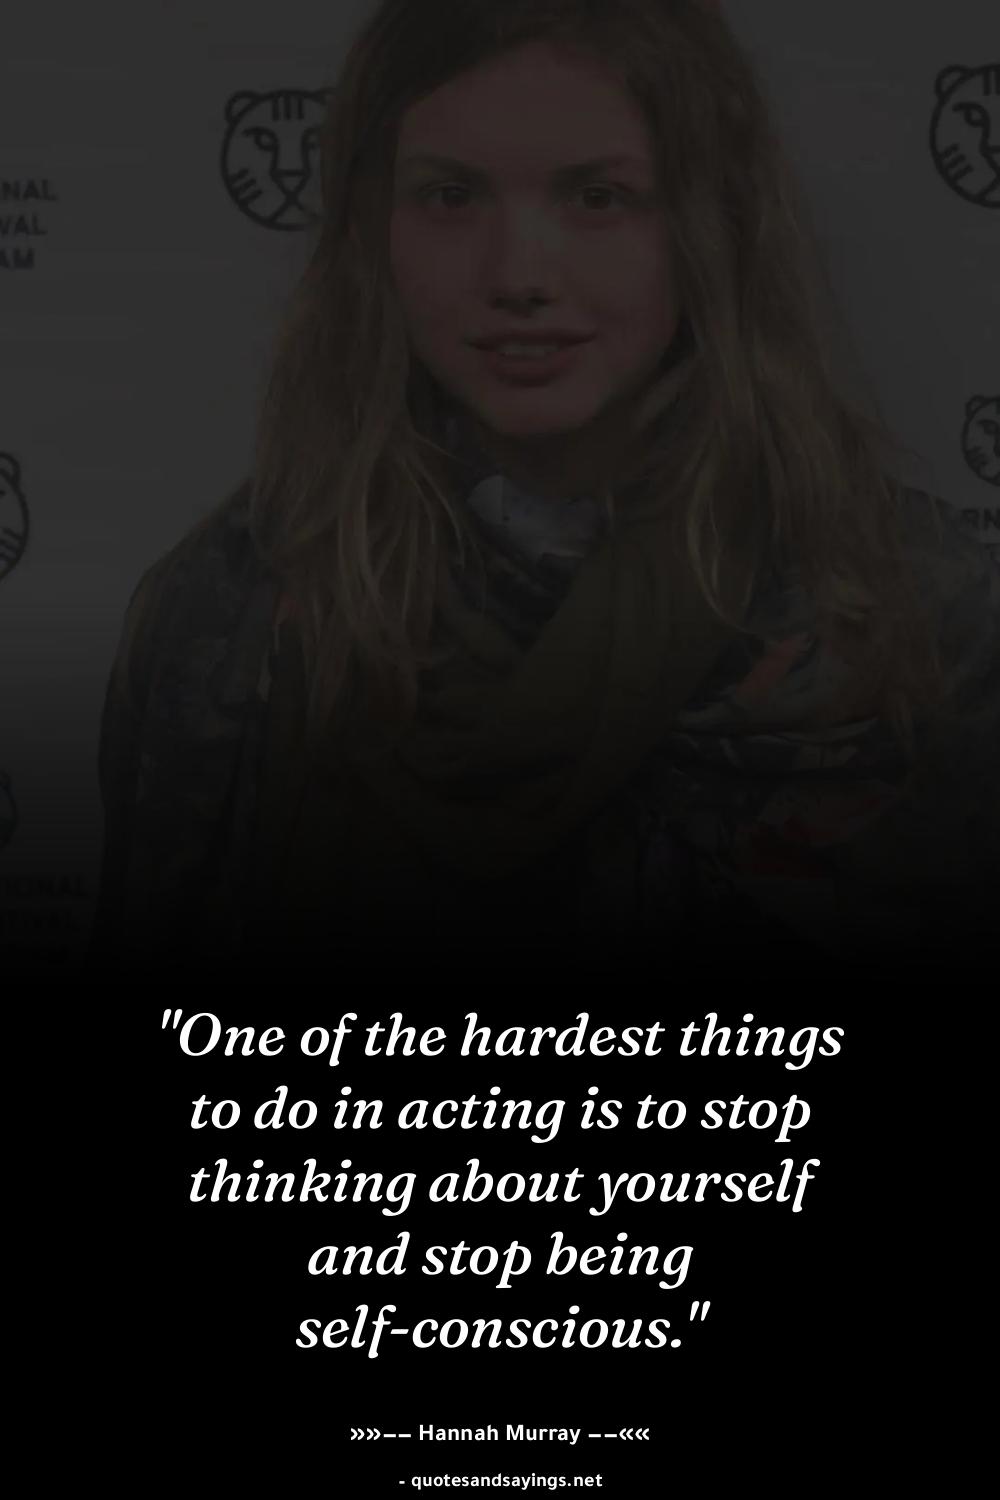 NAL
VAL
AM
"One of the hardest things
to do in acting is to stop
thinking about yourself
and stop being
self-conscious."
»»–– Hannah Murray ––««
- quotesandsayings.net